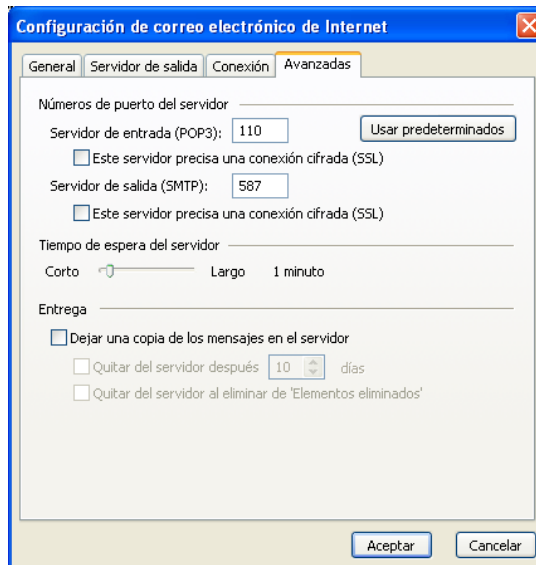 Configuración de correo electrónico de Internet
General Servidor de salida Conexión Avanzadas
Números de puerto del servidor
Servidor de entrada (POP3): 110 Usar predeterminados
Este servidor precisa una conexión cifrada (SSL)
Servidor de salida (SMTP): 587
Este servidor precisa una conexión cifrada (SSL)
Tiempo de espera del servidor
Corto Largo 1 minuto
Entrega
Dejar una copia de los mensajes en el servidor
Quitar del servidor después 10 días
Quitar del servidor al eliminar de 'Elementos eliminados'
Aceptar Cancelar